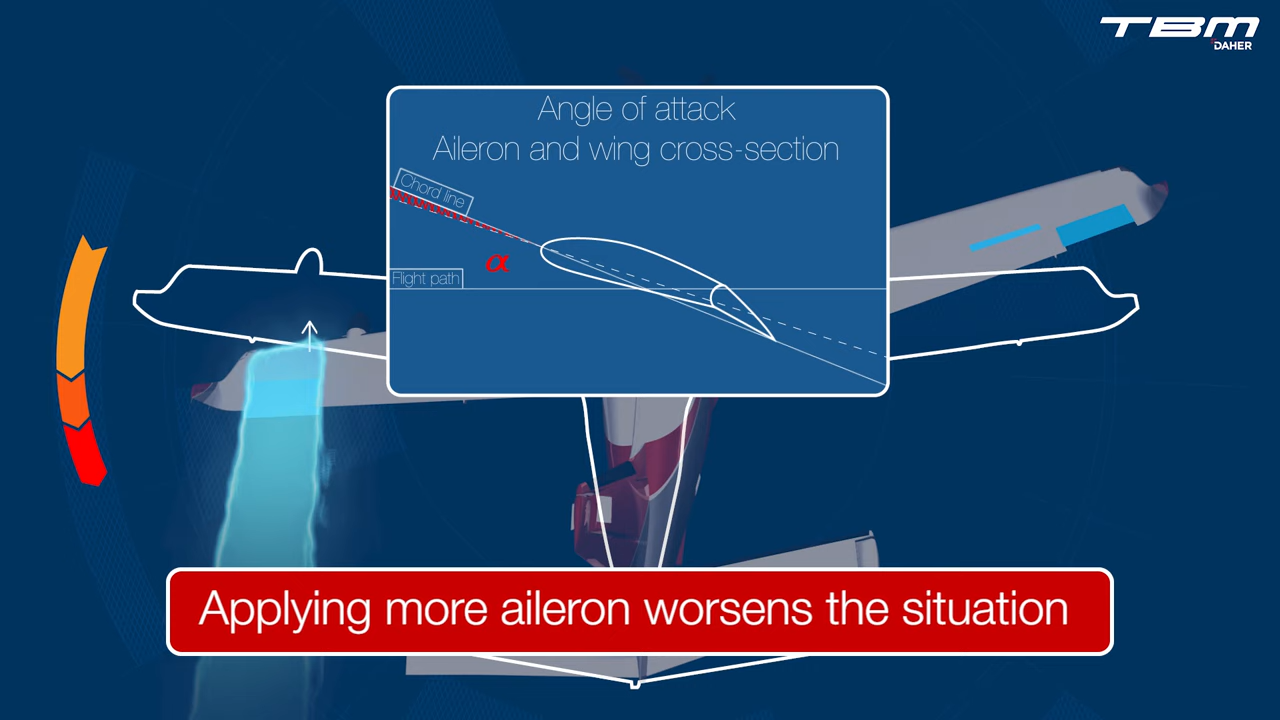 TBM
DAHER
Angle of attack
Aileron and wing cross-section
Chord line
α
Flight path
Applying more aileron worsens the situation